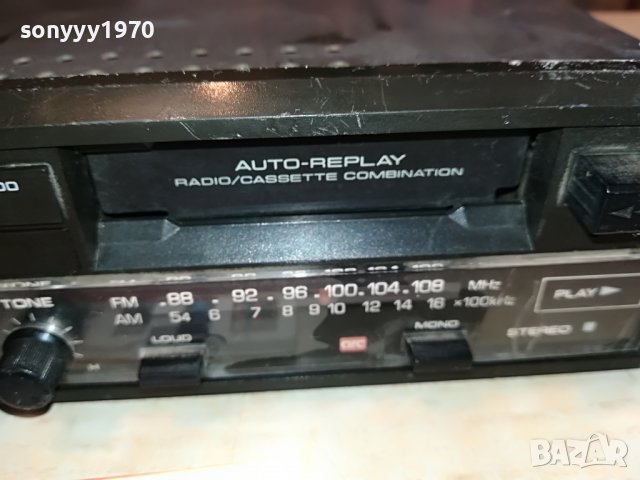 sonyyy1970
AUTO-REPLAY
RADIO/CASSETTE COMBINATION
TONE
FM .88 . 92 . 96 .100.104.108 MHz
AM 54 6 7 8 9 10 12 14 16 ×100kHz
PLAY
LOUD
MONO
STEREO
BAZAR